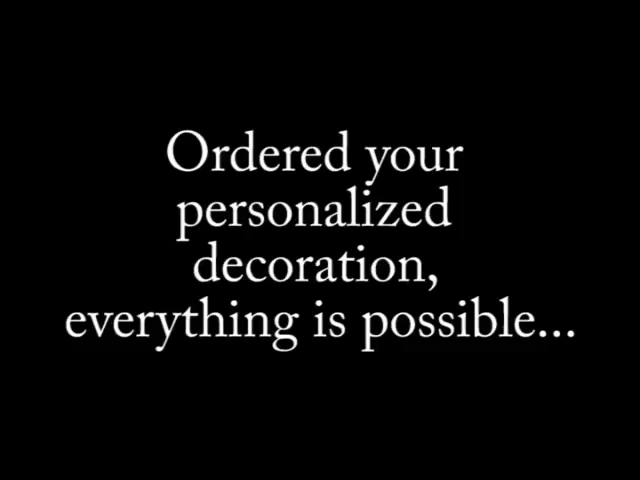 Ordered your
personalized
decoration,
everything is possible...